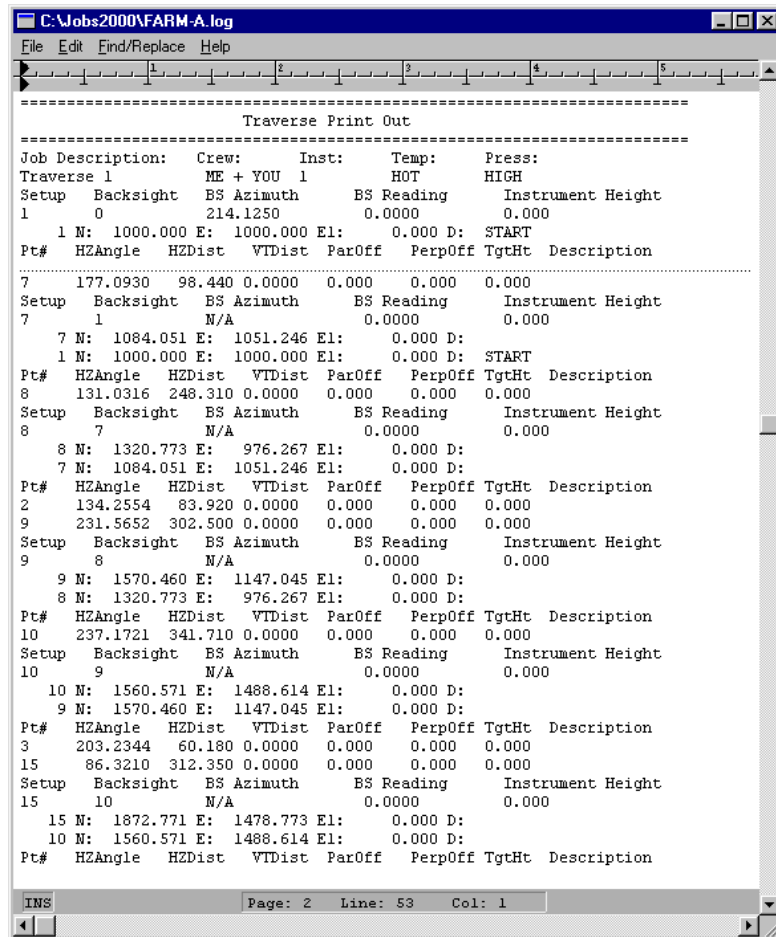 C:\Jobs2000\FARM-A.log
File Edit Find/Replace Help
1 2 3 4 5
=========================================================================
Traverse Print Out
=========================================================================
Job Description: Crew: Inst: Temp: Press:
Traverse 1 ME + YOU 1 HOT HIGH
Setup Backsight BS Azimuth BS Reading Instrument Height
1 0 214.1250 0.0000 0.000
1 N: 1000.000 E: 1000.000 El: 0.000 D: START
Pt# HZAngle HZDist VTDist ParOff PerpOff TgtHt Description
7 177.0930 98.440 0.0000 0.000 0.000 0.000
Setup Backsight BS Azimuth BS Reading Instrument Height
7 1 N/A 0.0000 0.000
7 N: 1084.051 E: 1051.246 El: 0.000 D:
1 N: 1000.000 E: 1000.000 El: 0.000 D: START
Pt# HZAngle HZDist VTDist ParOff PerpOff TgtHt Description
8 131.0316 248.310 0.0000 0.000 0.000 0.000
Setup Backsight BS Azimuth BS Reading Instrument Height
8 7 N/A 0.0000 0.000
8 N: 1320.773 E: 976.267 El: 0.000 D:
7 N: 1084.051 E: 1051.246 El: 0.000 D:
Pt# HZAngle HZDist VTDist ParOff PerpOff TgtHt Description
2 134.2554 83.920 0.0000 0.000 0.000 0.000
9 231.5652 302.500 0.0000 0.000 0.000 0.000
Setup Backsight BS Azimuth BS Reading Instrument Height
9 8 N/A 0.0000 0.000
9 N: 1570.460 E: 1147.045 El: 0.000 D:
8 N: 1320.773 E: 976.267 El: 0.000 D:
Pt# HZAngle HZDist VTDist ParOff PerpOff TgtHt Description
10 237.1721 341.710 0.0000 0.000 0.000 0.000
Setup Backsight BS Azimuth BS Reading Instrument Height
10 9 N/A 0.0000 0.000
10 N: 1560.571 E: 1488.614 El: 0.000 D:
9 N: 1570.460 E: 1147.045 El: 0.000 D:
Pt# HZAngle HZDist VTDist ParOff PerpOff TgtHt Description
3 203.2344 60.180 0.0000 0.000 0.000 0.000
15 86.3210 312.350 0.0000 0.000 0.000 0.000
Setup Backsight BS Azimuth BS Reading Instrument Height
15 10 N/A 0.0000 0.000
15 N: 1872.771 E: 1478.773 El: 0.000 D:
10 N: 1560.571 E: 1488.614 El: 0.000 D:
Pt# HZAngle HZDist VTDist ParOff PerpOff TgtHt Description
INS Page: 2 Line: 53 Col: 1